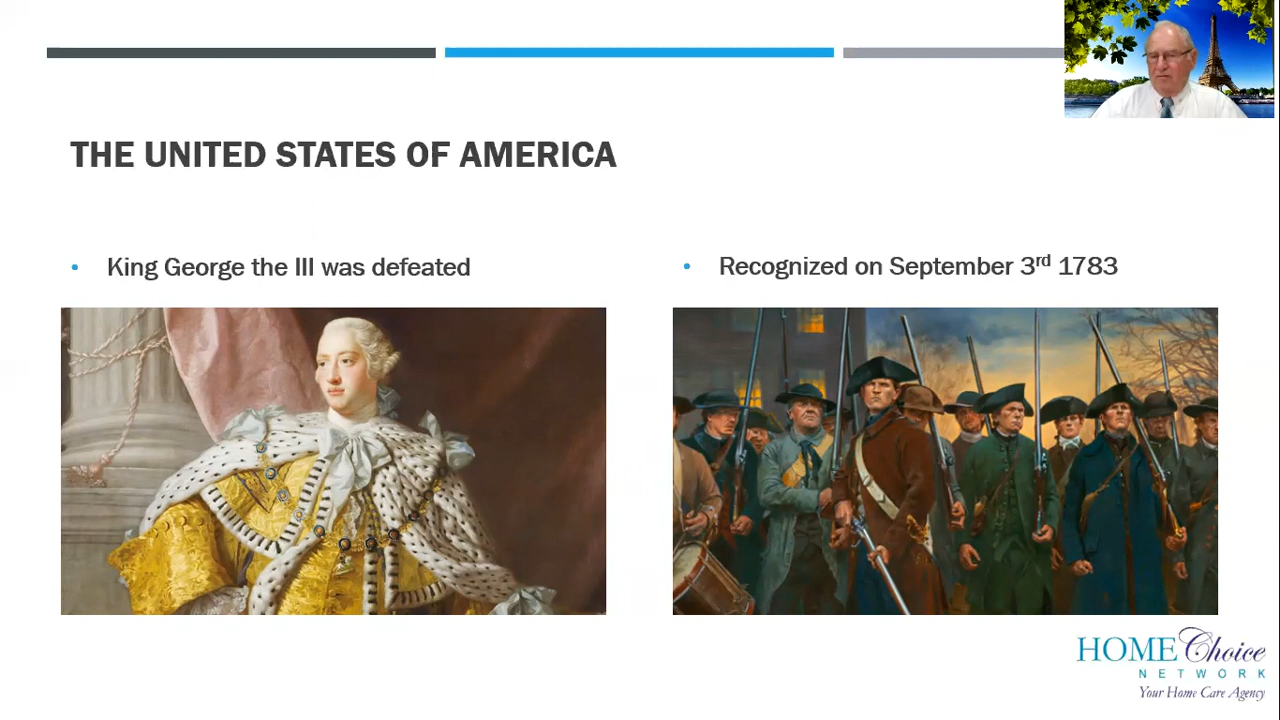 THE UNITED STATES OF AMERICA
• King George the III was defeated
• Recognized on September 3rd 1783
HOME Choice
NETWORK
Your Home Care Agency